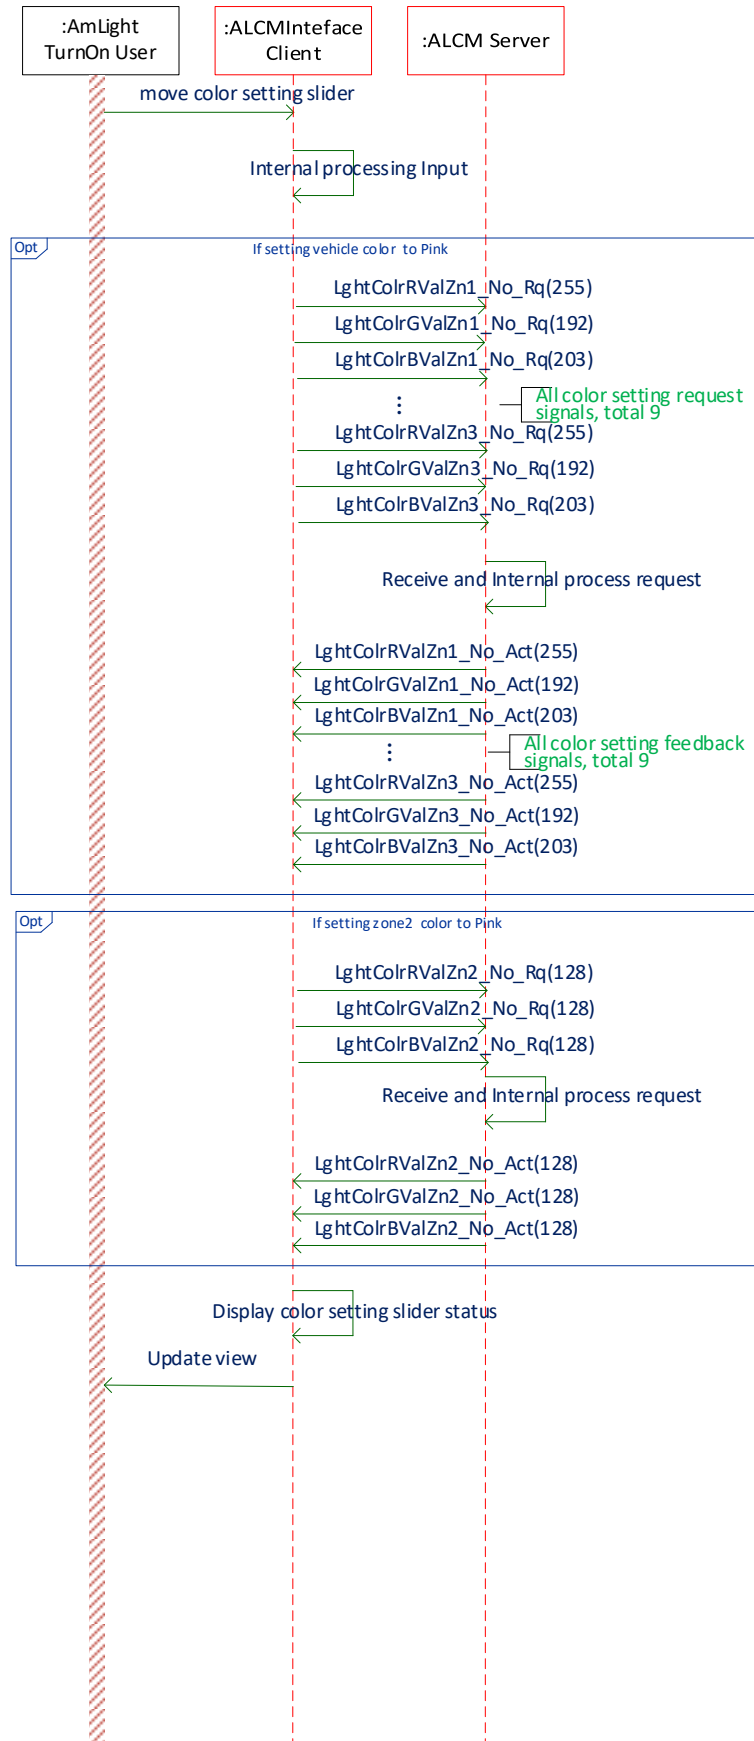 :AmLight
TurnOn User
:ALCMInteface
Client
:ALCM Server
move color setting slider
Internal processing Input
Opt
If setting vehicle color to Pink
LghtColrRValZn1_No_Rq(255)
LghtColrGValZn1_No_Rq(192)
LghtColrBValZn1_No_Rq(203)
...
All color setting request
signals, total 9
LghtColrRValZn3_No_Rq(255)
LghtColrGValZn3_No_Rq(192)
LghtColrBValZn3_No_Rq(203)
Receive and Internal process request
LghtColrRValZn1_No_Act(255)
LghtColrGValZn1_No_Act(192)
LghtColrBValZn1_No_Act(203)
...
All color setting feedback
signals, total 9
LghtColrRValZn3_No_Act(255)
LghtColrGValZn3_No_Act(192)
LghtColrBValZn3_No_Act(203)
Opt
If setting zone2 color to Pink
LghtColrRValZn2_No_Rq(128)
LghtColrGValZn2_No_Rq(128)
LghtColrBValZn2_No_Rq(128)
Receive and Internal process request
LghtColrRValZn2_No_Act(128)
LghtColrGValZn2_No_Act(128)
LghtColrBValZn2_No_Act(128)
Display color setting slider status
Update view